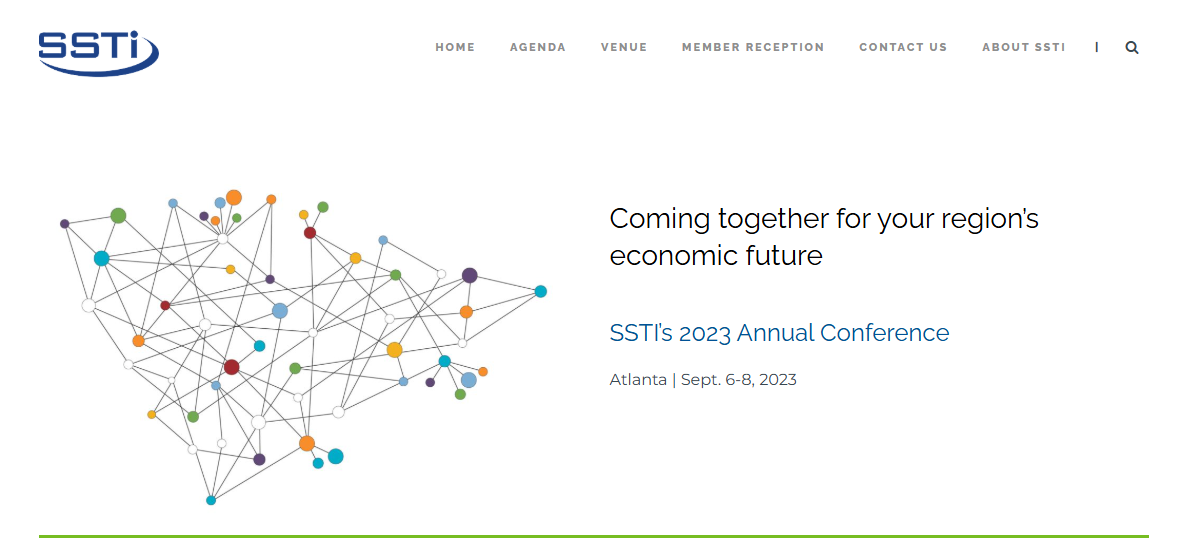 SSTi
HOME AGENDA VENUE MEMBER RECEPTION CONTACT US ABOUT SSTI |
Coming together for your region's
economic future
SSTI's 2023 Annual Conference
Atlanta | Sept. 6-8, 2023